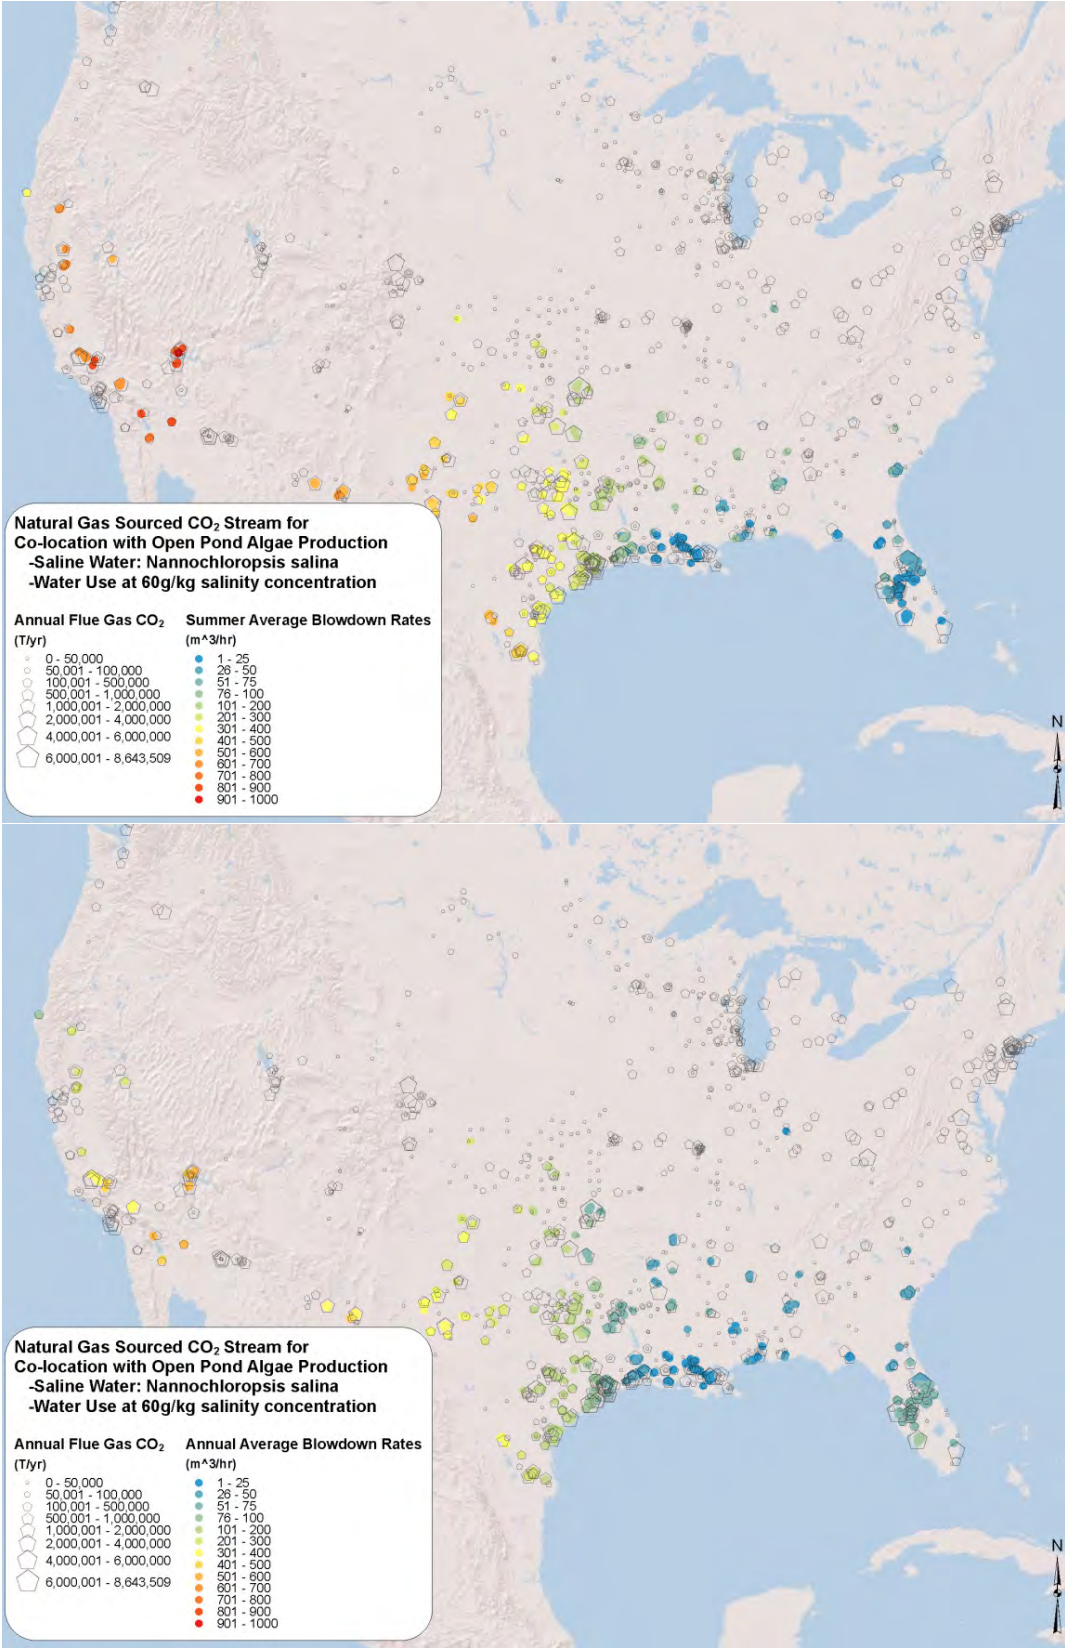 Natural Gas Sourced CO₂ Stream for
Co-location with Open Pond Algae Production
-Saline Water: Nannochloropsis salina
-Water Use at 60g/kg salinity concentration
Annual Flue Gas CO₂ Summer Average Blowdown Rates
(T/yr) (m^3/hr)
0 - 50,000 1 - 25
50,001 - 100,000 26 - 50
100,001 - 500,000 51 - 75
500,001 - 1,000,000 76 - 100
1,000,001 - 2,000,000 101 - 200
2,000,001 - 4,000,000 201 - 300
4,000,001 - 6,000,000 301 - 400
6,000,001 - 8,643,509 401 - 500
501 - 600
601 - 700
701 - 800
801 - 900
901 - 1000
N
Natural Gas Sourced CO₂ Stream for
Co-location with Open Pond Algae Production
-Saline Water: Nannochloropsis salina
-Water Use at 60g/kg salinity concentration
Annual Flue Gas CO₂ Annual Average Blowdown Rates
(T/yr) (m^3/hr)
0 - 50,000 1 - 25
50,001 - 100,000 26 - 50
100,001 - 500,000 51 - 75
500,001 - 1,000,000 76 - 100
1,000,001 - 2,000,000 101 - 200
2,000,001 - 4,000,000 201 - 300
4,000,001 - 6,000,000 301 - 400
6,000,001 - 8,643,509 401 - 500
501 - 600
601 - 700
701 - 800
801 - 900
901 - 1000
N